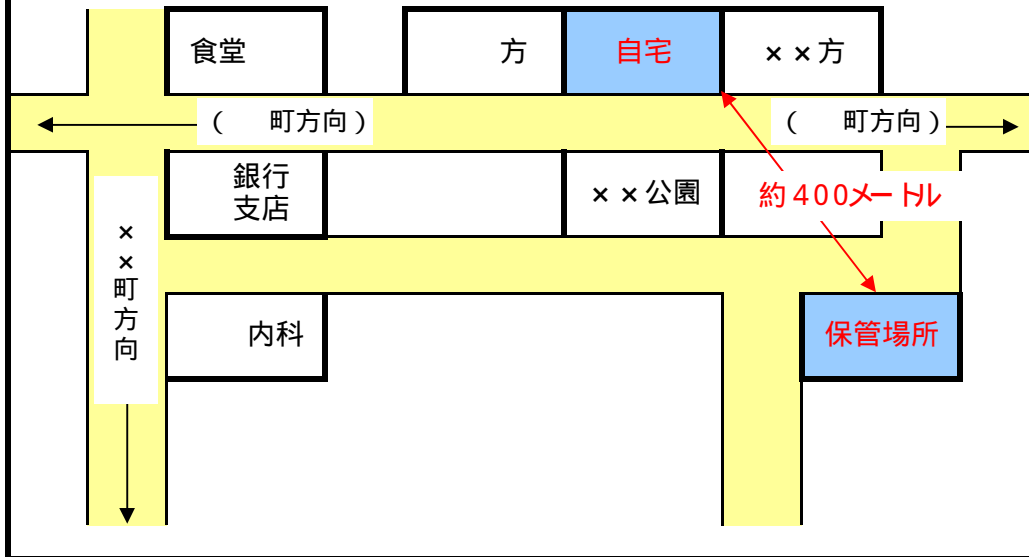 食堂
方
自宅
××方
( 町方向)
( 町方向)
銀行
支店
××公園
約400メートル
××町方向
内科
保管場所